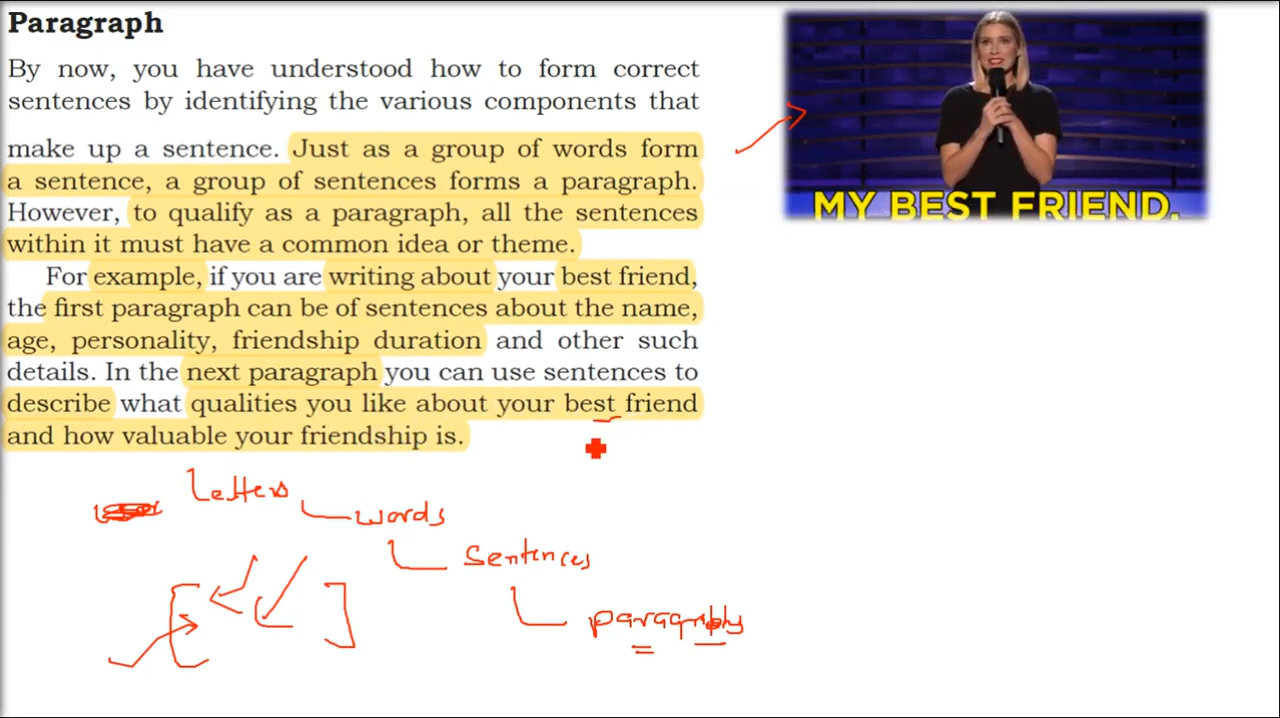 Paragraph
By now, you have understood how to form correct
sentences by identifying the various components that
make up a sentence. Just as a group of words form
a sentence, a group of sentences forms a paragraph.
However, to qualify as a paragraph, all the sentences
within it must have a common idea or theme.
For example, if you are writing about your best friend,
the first paragraph can be of sentences about the name,
age, personality, friendship duration and other such
details. In the next paragraph you can use sentences to
describe what qualities you like about your best friend
and how valuable your friendship is.
MY BEST FRIEND.
Letters
words
Sentences
paragraphs